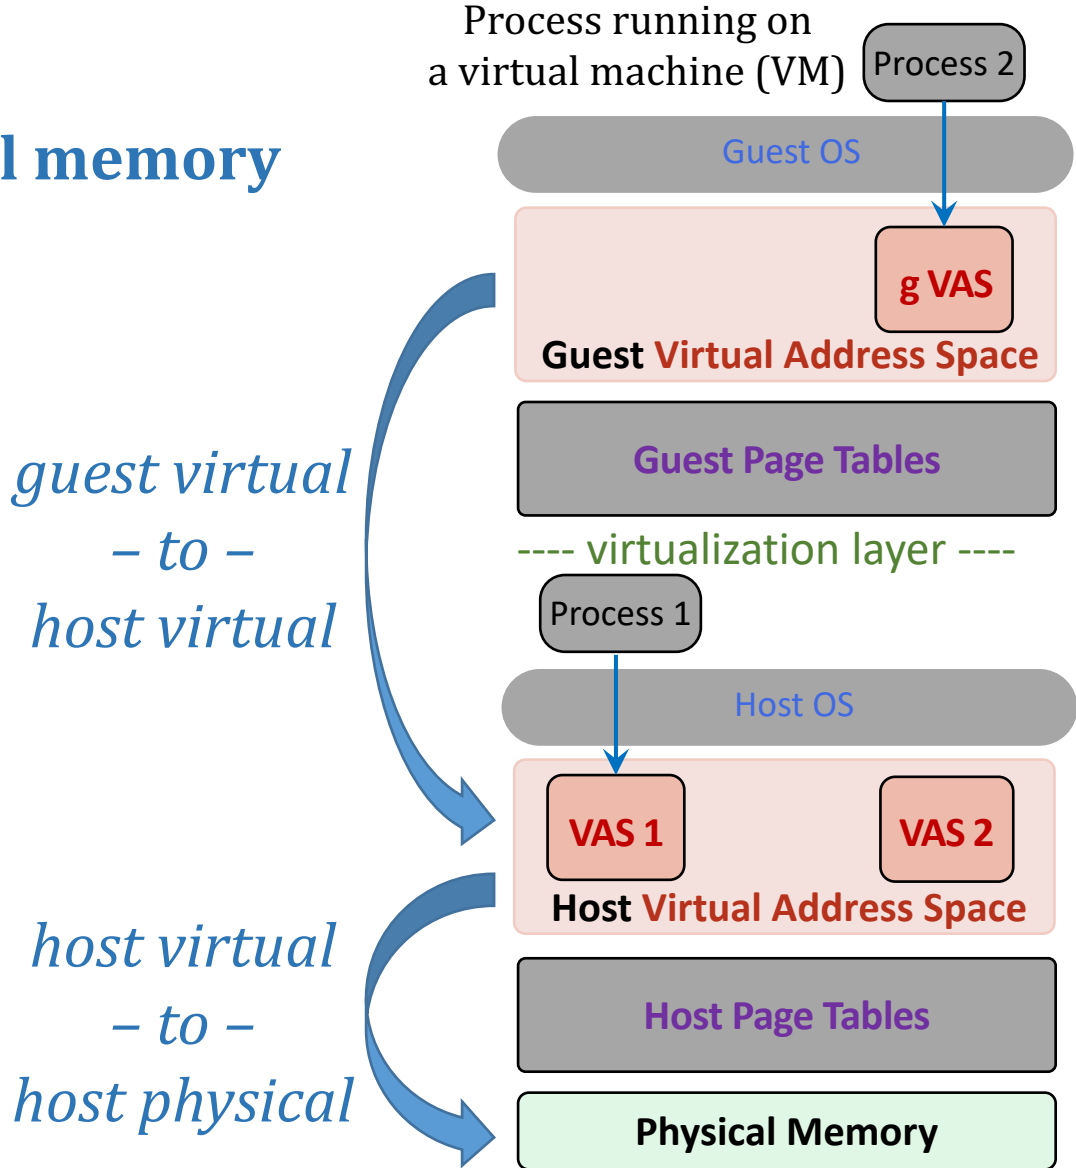 Process running on
a virtual machine (VM)
Process 2
l memory
Guest OS
g VAS
Guest Virtual Address Space
guest virtual
– to –
host virtual
Guest Page Tables
---- virtualization layer ----
Process 1
Host OS
VAS 1
VAS 2
Host Virtual Address Space
host virtual
– to –
host physical
Host Page Tables
Physical Memory